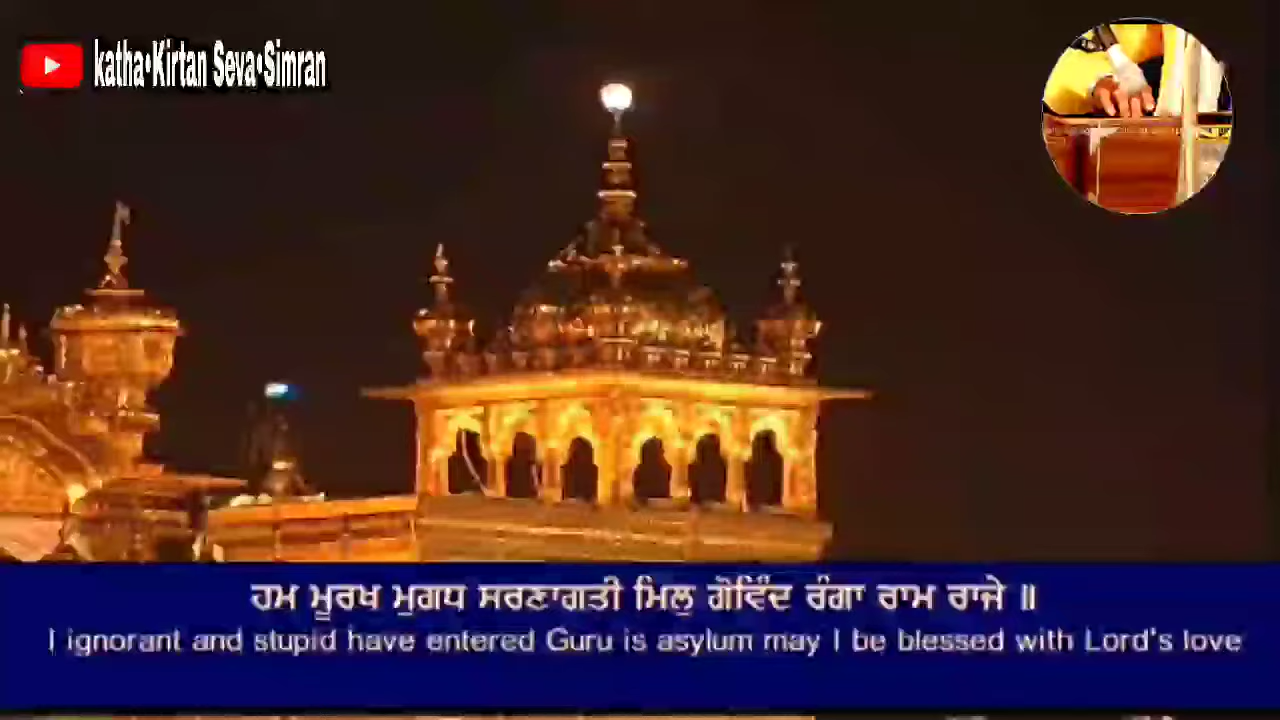 katha•Kirtan Seva•Simran
ਹਮ ਮੂਰਖ ਮੁਗਧ ਸਰਣਾਗਤੀ ਮਿਲੁ ਗੋਵਿੰਦ ਰੰਗਾ ਰਾਮ ਰਾਜੇ ॥
I ignorant and stupid have entered Guru is asylum may I be blessed with Lord's love